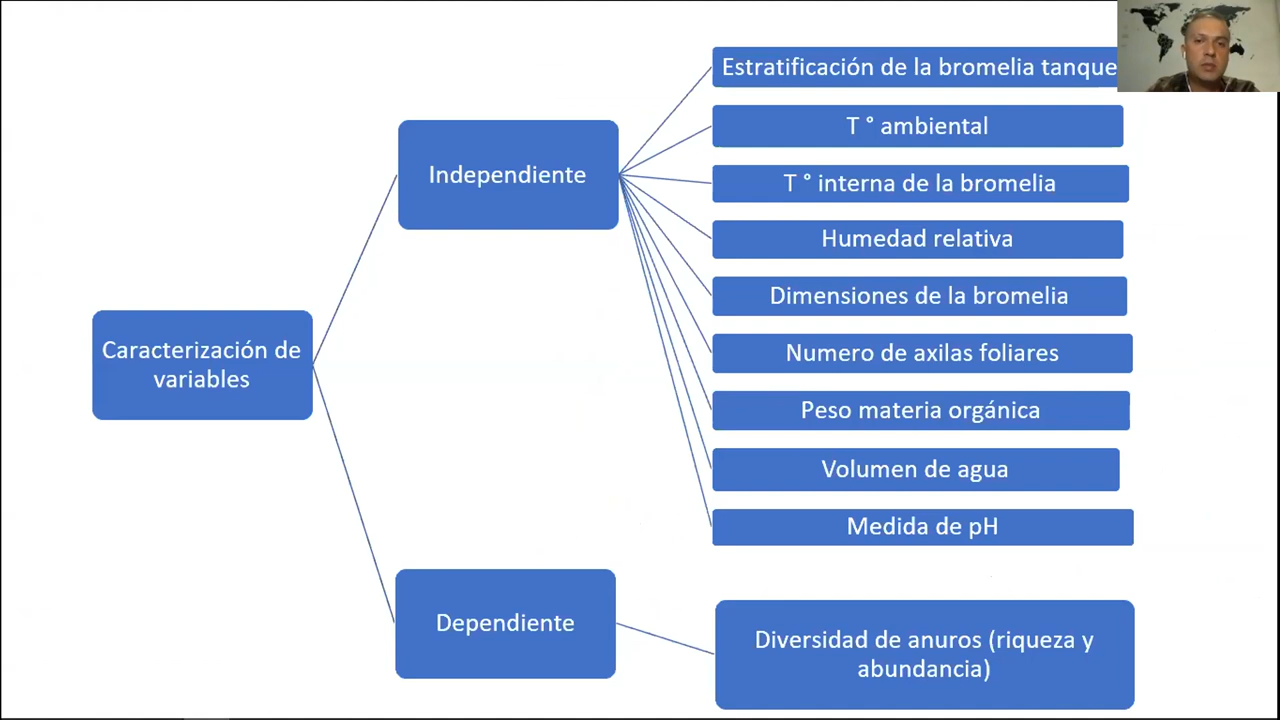 Estratificación de la bromelia tanque
T ° ambiental
Independiente
T ° interna de la bromelia
Humedad relativa
Dimensiones de la bromelia
Caracterización de
variables
Numero de axilas foliares
Peso materia orgánica
Volumen de agua
Medida de pH
Dependiente
Diversidad de anuros (riqueza y
abundancia)